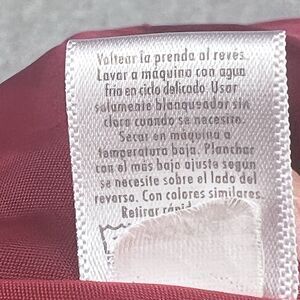 Voltear la prenda al reves.
Lavar a máquina con agua
fría en ciclo delicado. Usar
solamente blanqueador sin
cloro cuando se necesite.
Secar en máquina a
temperatura baja. Planchar
con el más bajo ajuste según
se necesite sobre el lado del
reverso. Con colores similares.
Retirar